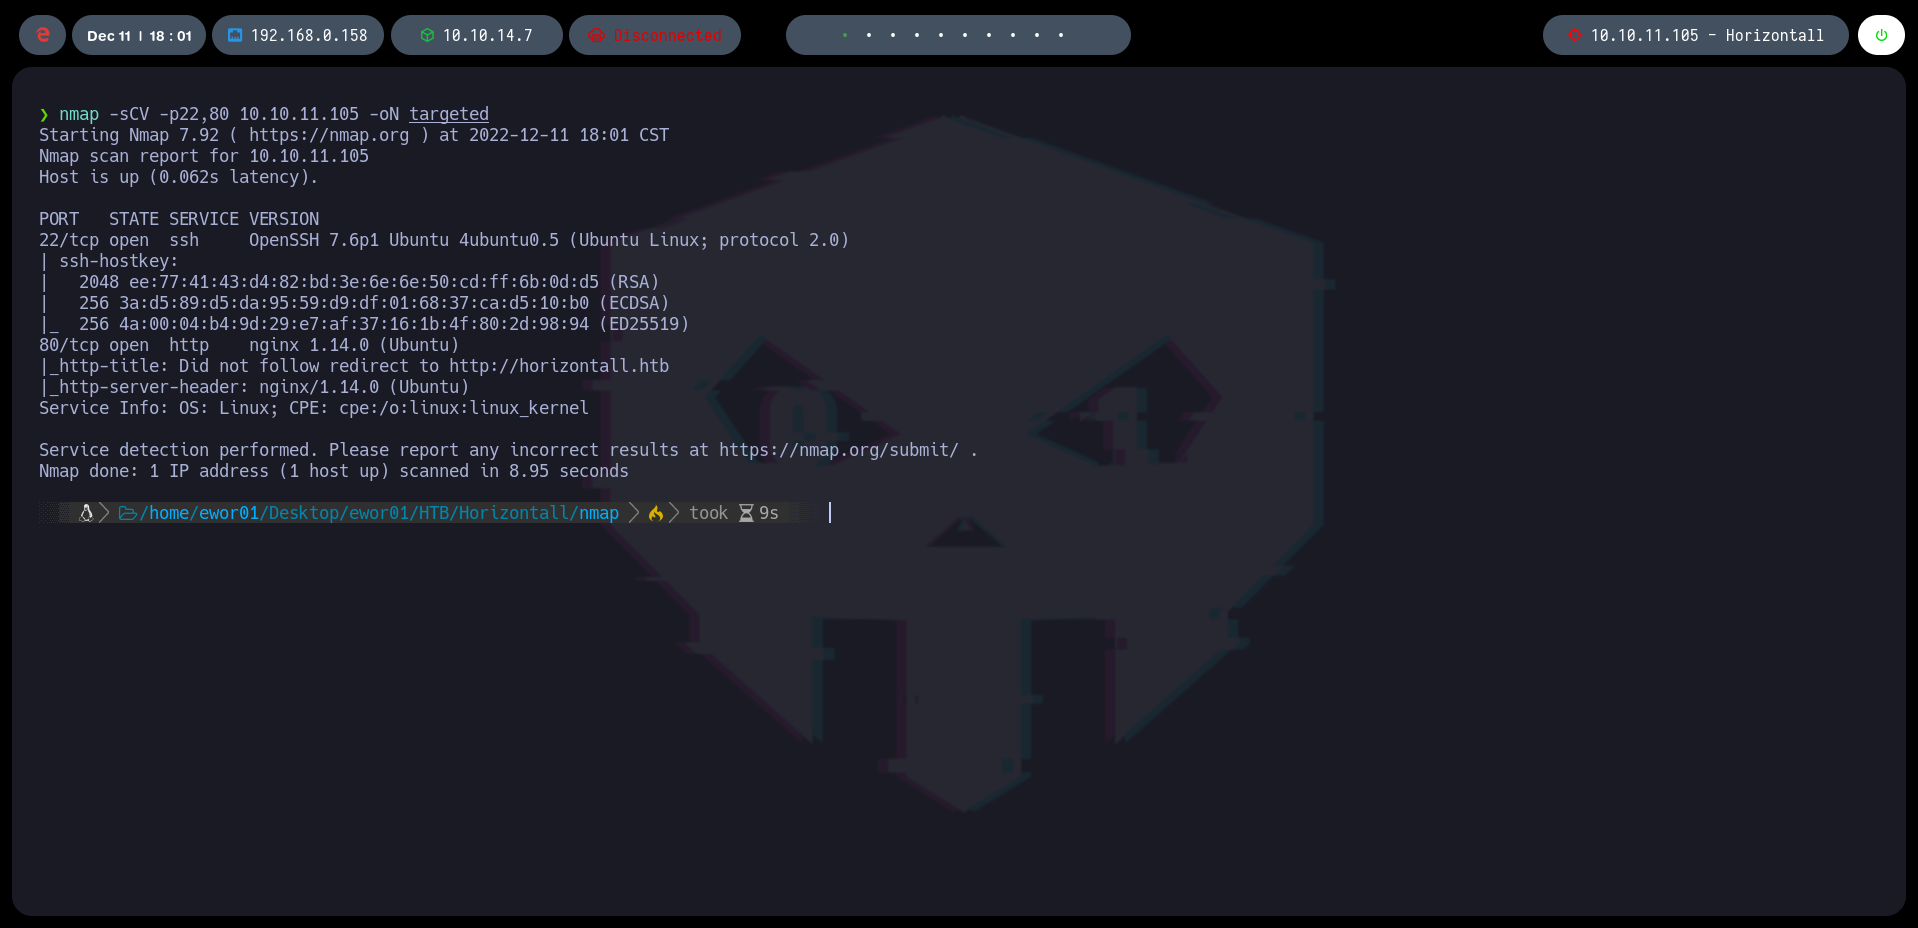 Dec 11 | 18 : 01 192.168.0.158 10.10.14.7 Disconnected 10.10.11.105 - Horizontall
❯ nmap -sCV -p22,80 10.10.11.105 -oN targeted
Starting Nmap 7.92 ( https://nmap.org ) at 2022-12-11 18:01 CST
Nmap scan report for 10.10.11.105
Host is up (0.062s latency).
PORT   STATE SERVICE VERSION
22/tcp open  ssh     OpenSSH 7.6p1 Ubuntu 4ubuntu0.5 (Ubuntu Linux; protocol 2.0)
| ssh-hostkey:
|   2048 ee:77:41:43:d4:82:bd:3e:6e:6e:50:cd:ff:6b:0d:d5 (RSA)
|   256 3a:d5:89:d5:da:95:59:d9:df:01:68:37:ca:d5:10:b0 (ECDSA)
|_  256 4a:00:04:b4:9d:29:e7:af:37:16:1b:4f:80:2d:98:94 (ED25519)
80/tcp open  http    nginx 1.14.0 (Ubuntu)
|_http-title: Did not follow redirect to http://horizontall.htb
|_http-server-header: nginx/1.14.0 (Ubuntu)
Service Info: OS: Linux; CPE: cpe:/o:linux:linux_kernel
Service detection performed. Please report any incorrect results at https://nmap.org/submit/ .
Nmap done: 1 IP address (1 host up) scanned in 8.95 seconds
/home/ewor01/Desktop/ewor01/HTB/Horizontall/nmap took 9s